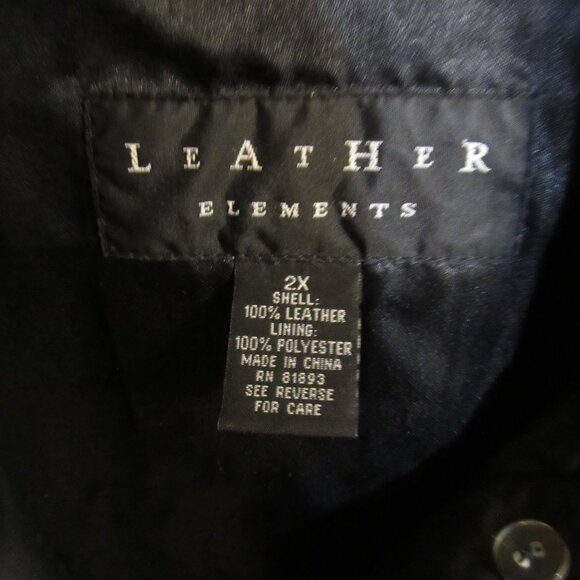 LeATHeR
ELEMENTS
2X
SHELL:
100% LEATHER
LINING:
100% POLYESTER
MADE IN CHINA
RN 81893
SEE REVERSE
FOR CARE